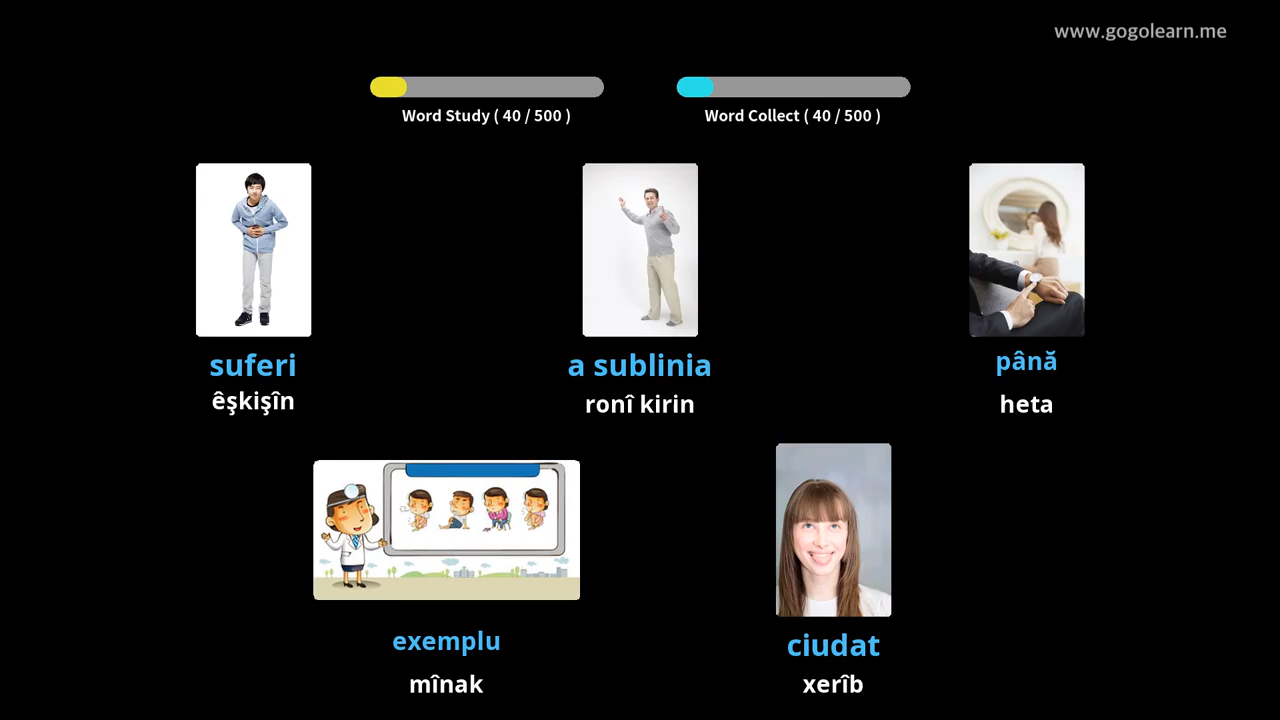 www.gogolearn.me
Word Study ( 40 / 500 )
Word Collect ( 40 / 500 )
suferi
êşkişîn
a sublinia
ronî kirin
până
heta
exemplu
mînak
ciudat
xerîb